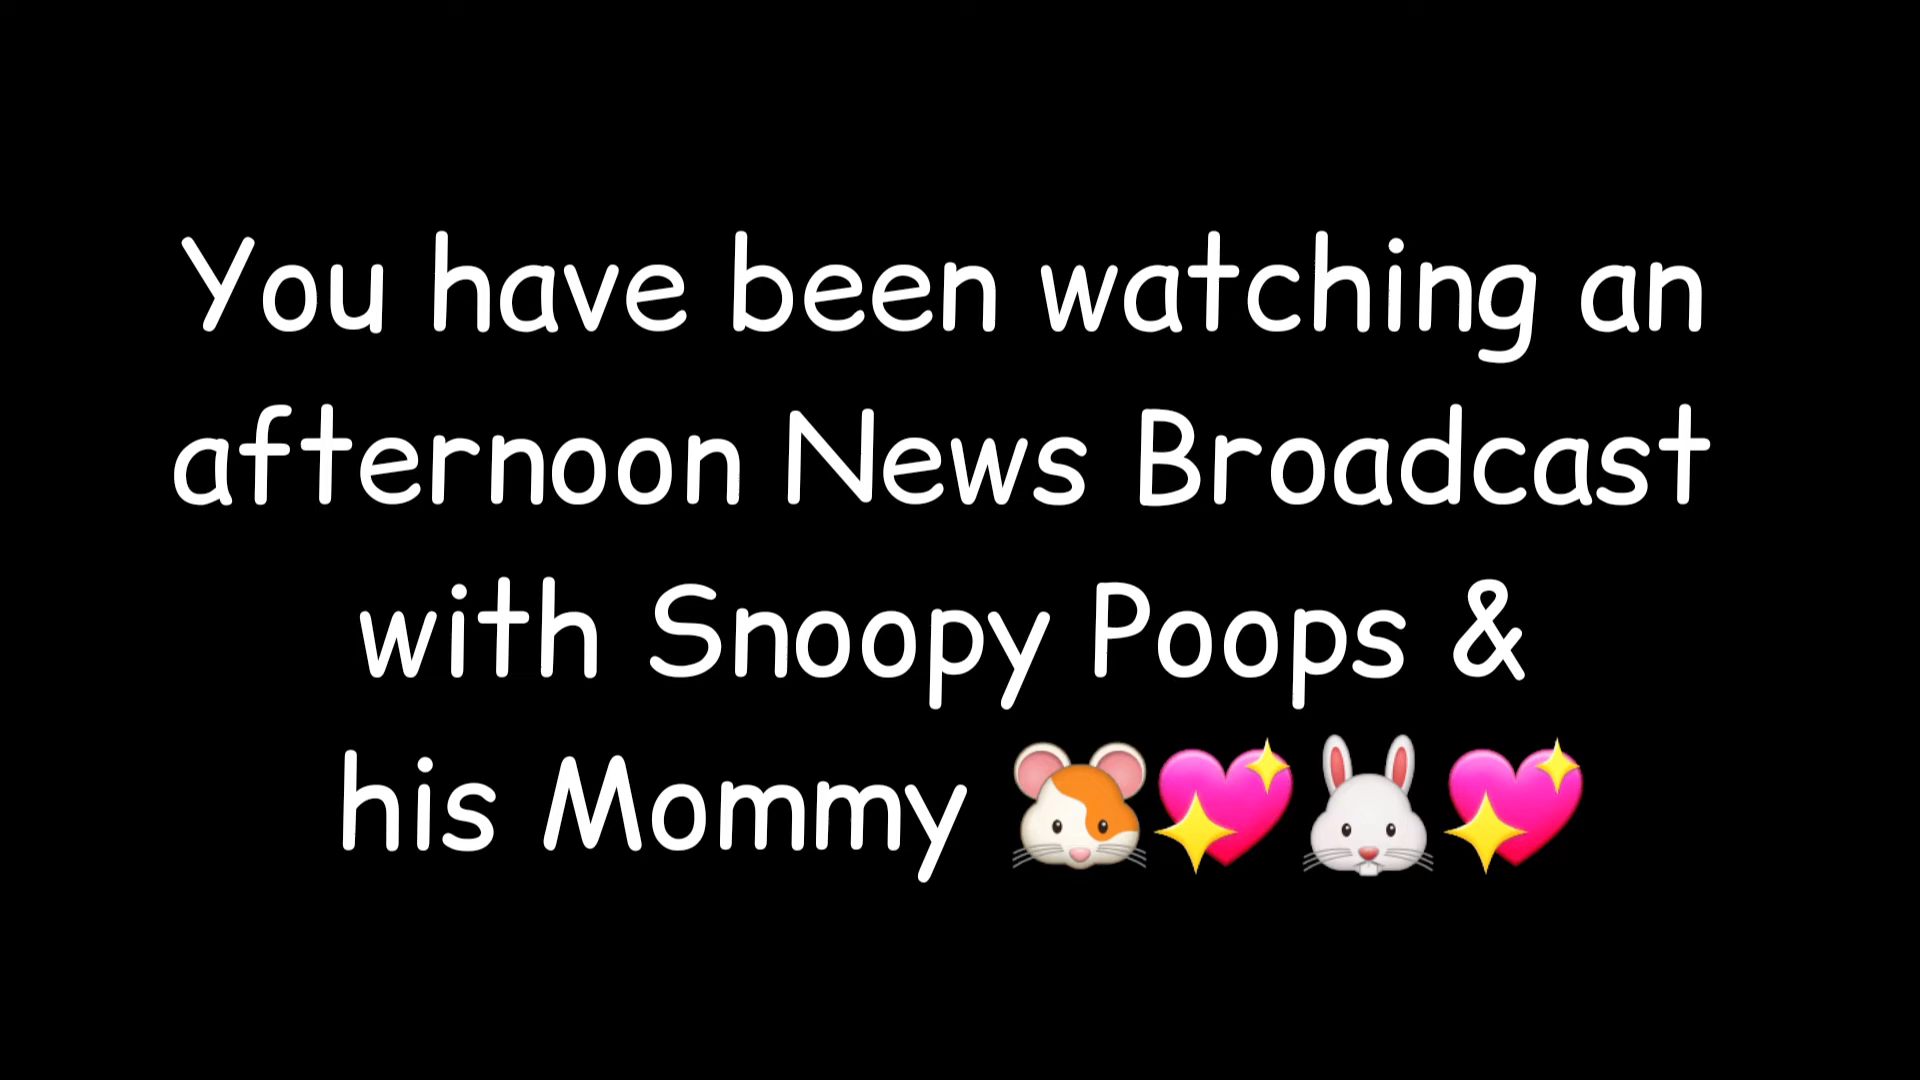 You have been watching an
afternoon News Broadcast
with Snoopy Poops &
his Mommy 🐹💖🐰💖